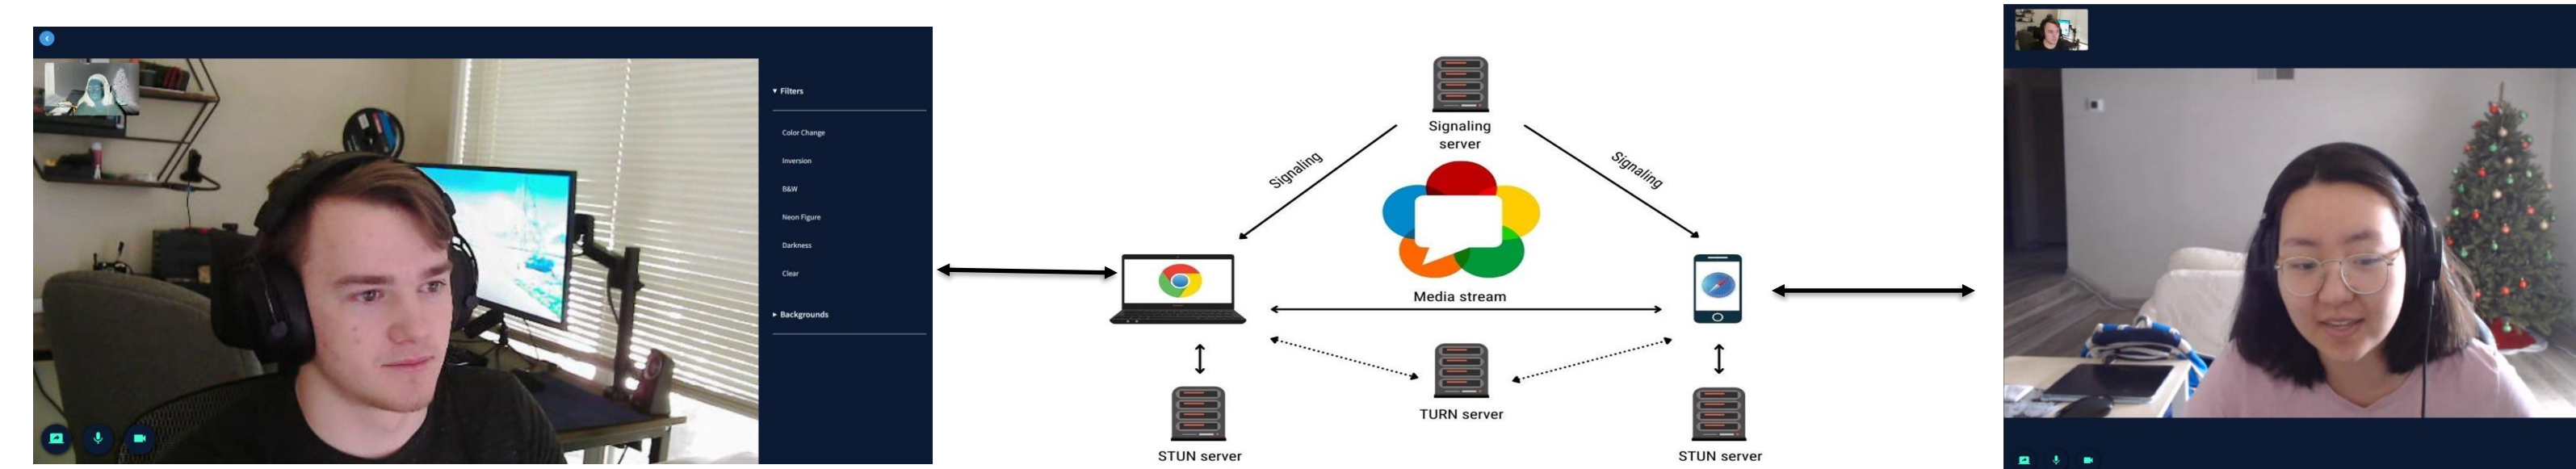 ▾ Filters
Color Change
Inversion
B&W
Neon Figure
Darkness
Clear
▸ Backgrounds
Signaling
server
Signaling
Signaling
Media stream
TURN server
STUN server
STUN server